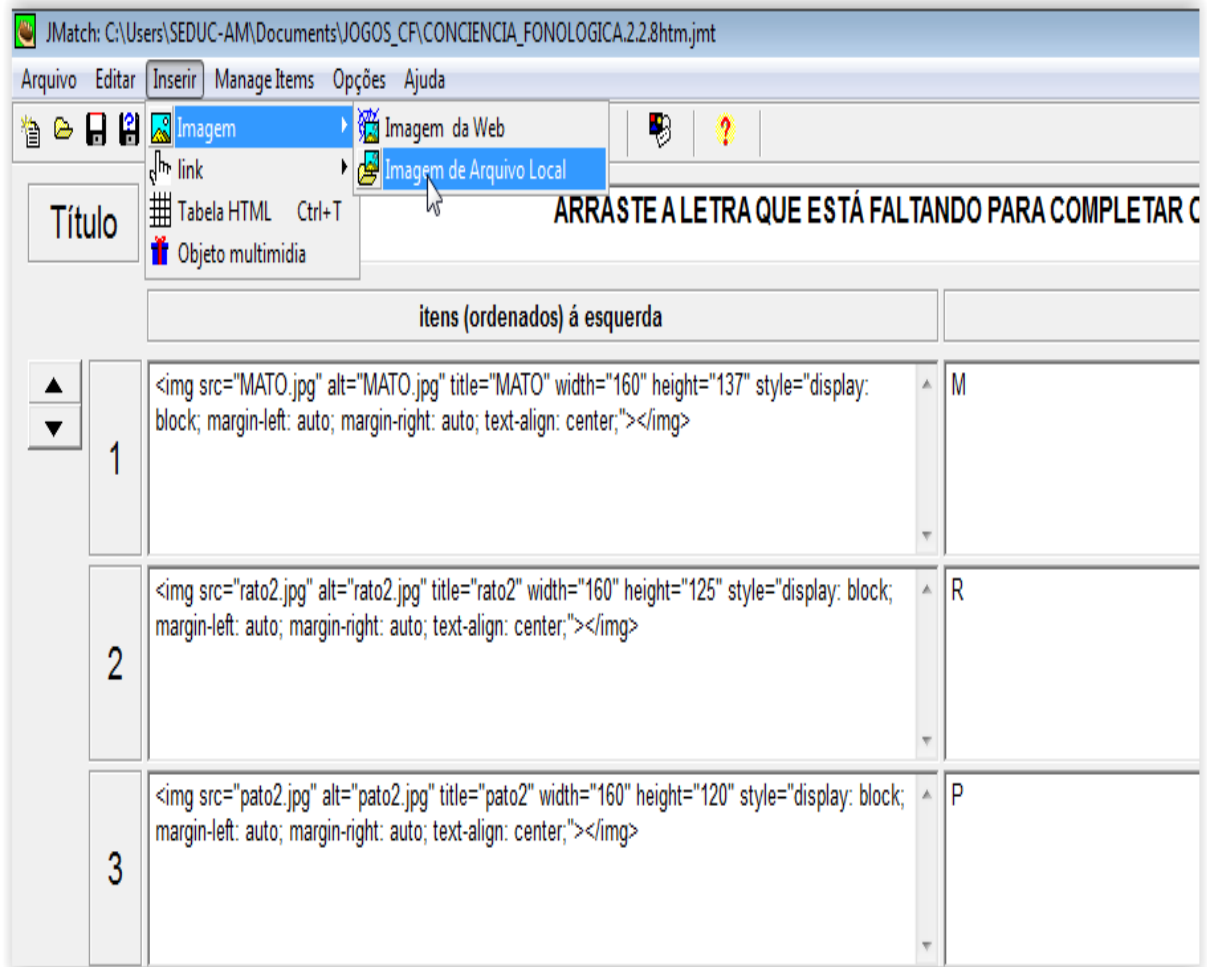 JMatch: C:\Users\SEDUC-AM\Documents\JOGOS_CF\CONCIENCIA_FONOLOGICA.2.2.8htm.jmt
Arquivo Editar Inserir Manage Items Opções Ajuda
Imagem
Imagem da Web
link
Imagem de Arquivo Local
Tabela HTML Ctrl+T
Objeto multimidia
Título
ARRASTE A LETRA QUE ESTÁ FALTANDO PARA COMPLETAR
itens (ordenados) á esquerda
1
<img src="MATO.jpg" alt="MATO.jpg" title="MATO" width="160" height="137" style="display:
block; margin-left: auto; margin-right: auto; text-align: center;"></img>
M
2
<img src="rato2.jpg" alt="rato2.jpg" title="rato2" width="160" height="125" style="display: block;
margin-left: auto; margin-right: auto; text-align: center;"></img>
R
3
<img src="pato2.jpg" alt="pato2.jpg" title="pato2" width="160" height="120" style="display: block;
margin-left: auto; margin-right: auto; text-align: center;"></img>
P